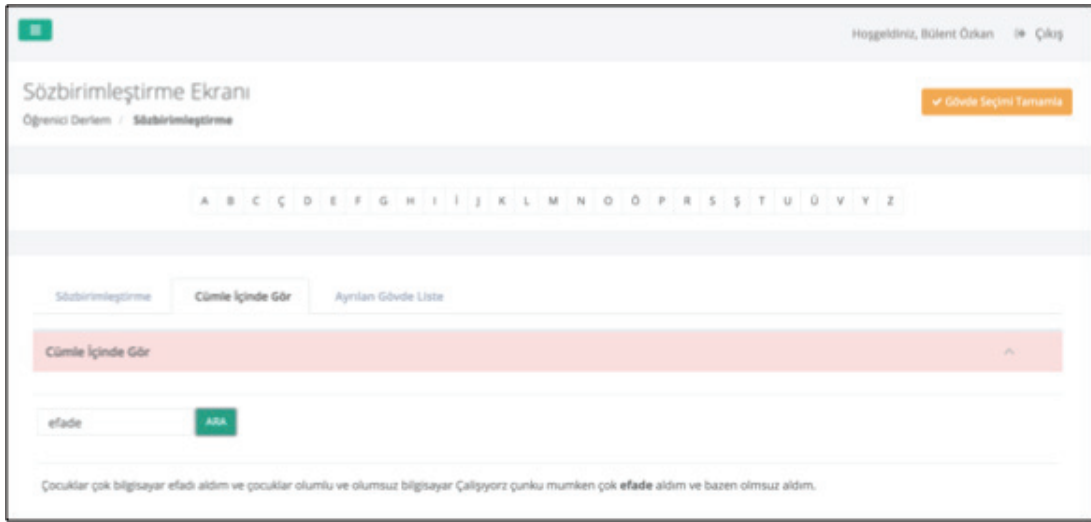 Hoşgeldiniz, Bülent Özkan Çıkış
Sözbirimleştirme Ekranı
Gövde Seçimi Tamamla
Öğrenici Derlem / Sözbirimleştirme
A B C Ç D E F G H I İ J K L M N O Ö P R S Ş T U Ü V Y Z
Sözbirimleştirme Cümle İçinde Gör Ayrılan Gövde Liste
Cümle İçinde Gör
efade ARA
Çocuklar çok bilgisayar efadı aldım ve çocuklar olumlu ve olumsuz bilgisayar Çalişıyorz çunku mumken çok efade aldım ve bazen olmsuz aldım.